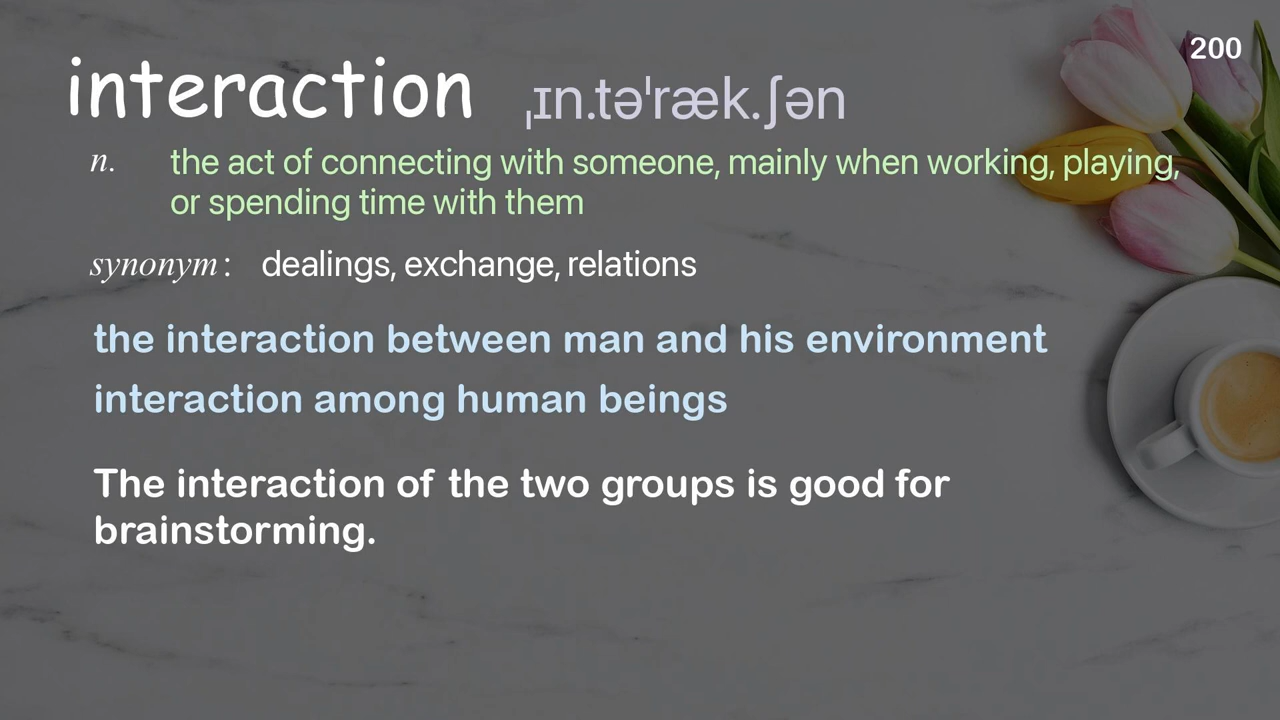 200
interaction ˌɪn.təˈræk.ʃən
n. the act of connecting with someone, mainly when working, playing,
or spending time with them
synonym: dealings, exchange, relations
the interaction between man and his environment
interaction among human beings
The interaction of the two groups is good for
brainstorming.